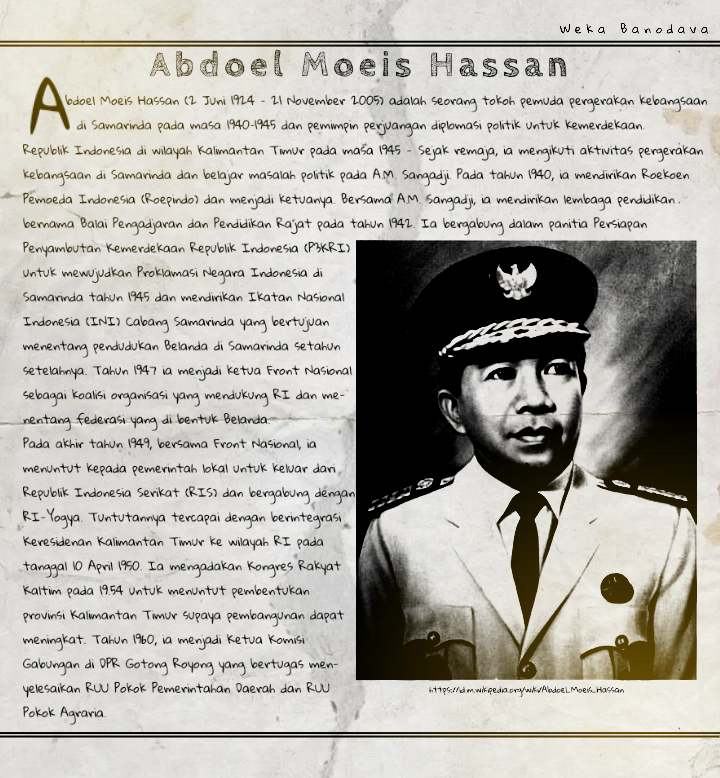 Weka Banodava
Abdoel Moeis Hassan
Abdoel Moeis Hassan (2 Juni 1924 - 21 November 2005) adalah seorang tokoh pemuda pergerakan kebangsaan
di Samarinda pada masa 1940-1945 dan pemimpin perjuangan diplomasi politik untuk kemerdekaan.
Republik Indonesia di wilayah Kalimantan Timur pada masa 1945 - Sejak remaja, ia mengikuti aktivitas pergerakan
kebangsaan di Samarinda dan belajar masalah politik pada A.M. Sangadji. Pada tahun 1940, ia mendirikan Roekoen
Pemoeda Indonesia (Roepindo) dan menjadi ketuanya. Bersama A.M. Sangadji, ia mendirikan lembaga pendidikan.
bernama Balai Pengadjaran dan Pendidikan Ra'jat pada tahun 1942. Ia bergabung dalam panitia Persiapan
Penyambutan Kemerdekaan Republik Indonesia (P3KRI)
untuk mewujudkan Proklamasi Negara Indonesia di
Samarinda tahun 1945 dan mendirikan Ikatan Nasional
Indonesia (INI) Cabang Samarinda yang bertujuan
menentang pendudukan Belanda di Samarinda setahun
setelahnya. Tahun 1947 ia menjadi ketua Front Nasional
sebagai koalisi organisasi yang mendukung RI dan me-
nentang federasi yang di bentuk Belanda.
Pada akhir tahun 1949, bersama Front Nasional, ia
menuntut kepada pemerintah lokal untuk keluar dari
Republik Indonesia Serikat (RIS) dan bergabung dengan
RI-Yogya. Tuntutannya tercapai dengan berintegrasi
Keresidenan Kalimantan Timur ke wilayah RI pada
tanggal 10 April 1950. Ia mengadakan Kongres Rakyat
Kaltim pada 1954 untuk menuntut pembentukan
provinsi Kalimantan Timur supaya pembangunan dapat
meningkat. Tahun 1960, ia menjadi Ketua Komisi
Gabungan di DPR Gotong Royong yang bertugas men-
yelesaikan RUU Pokok Pemerintahan Daerah dan RUU
Pokok Agraria.
https://id.m.wikipedia.org/wiki/Abdoel_Moeis_Hassan